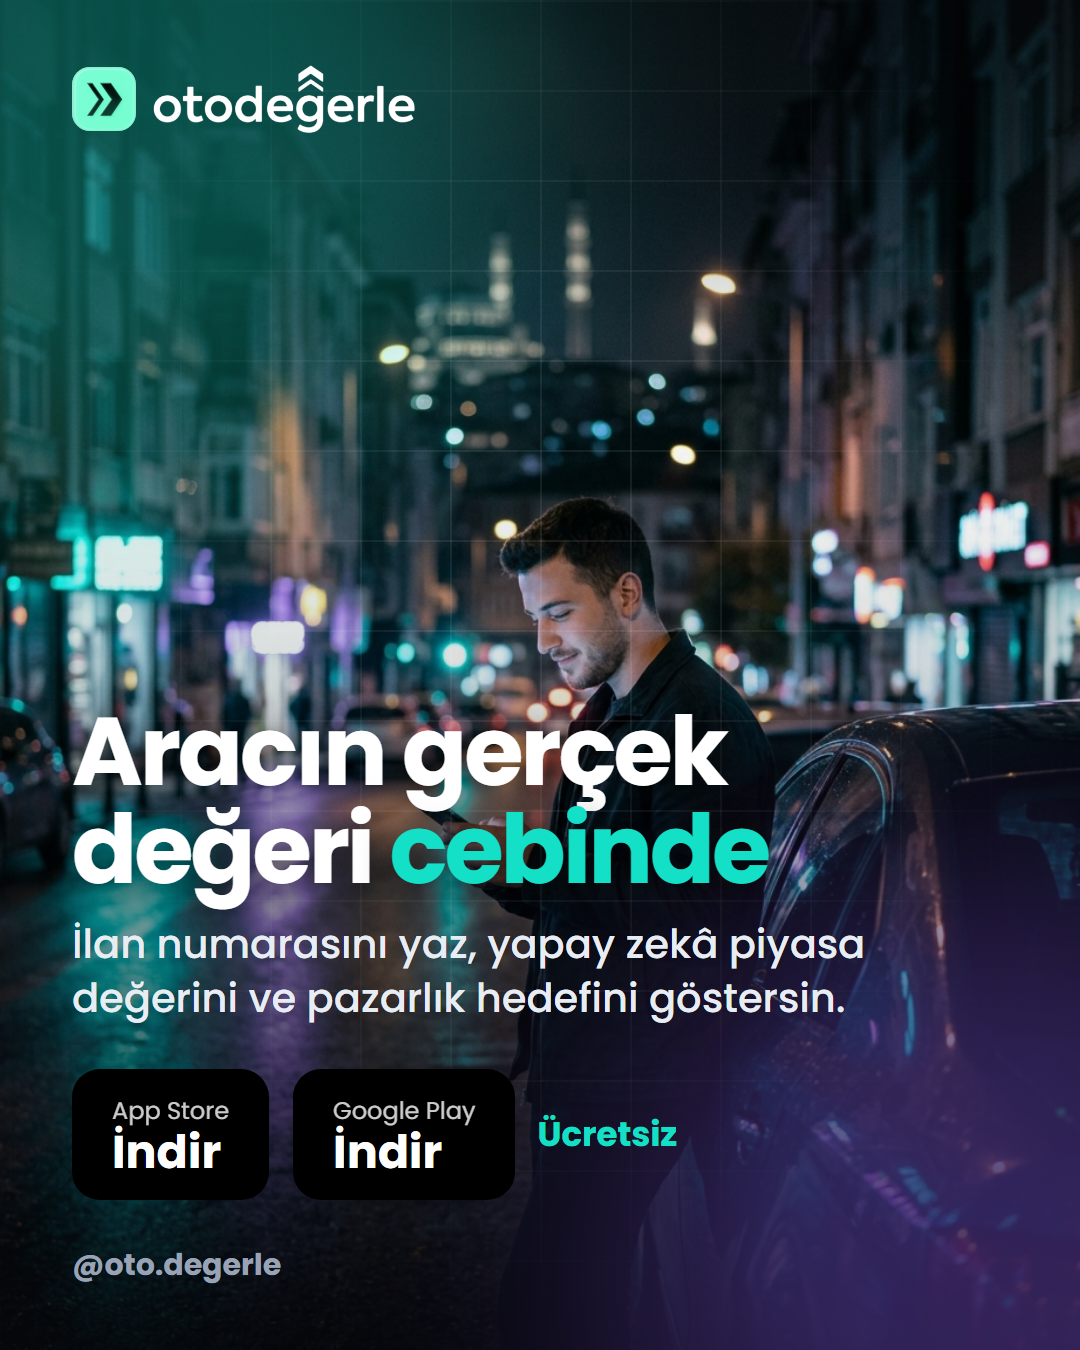 otodeğerle
Aracın gerçek
değeri cebinde
İlan numarasını yaz, yapay zekâ piyasa
değerini ve pazarlık hedefini göstersin.
App Store
İndir
Google Play
İndir
Ücretsiz
@oto.degerle